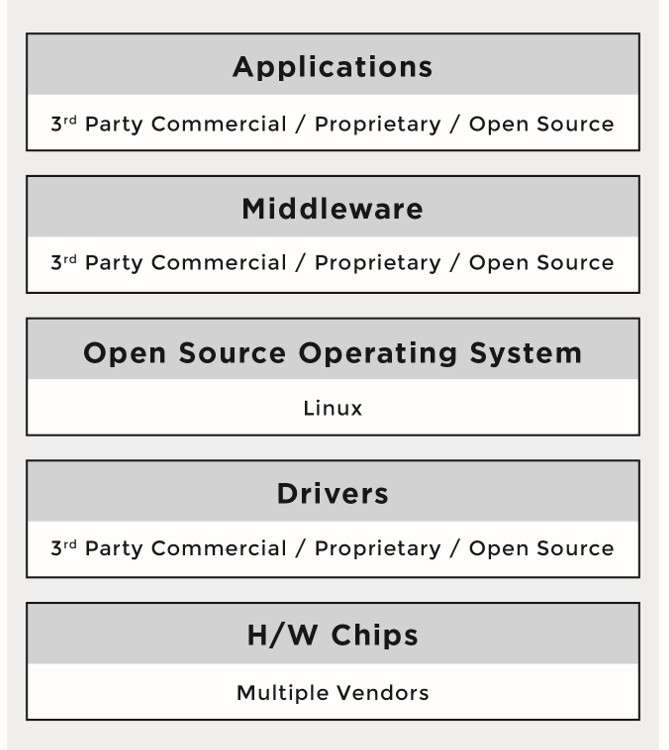 Applications
3rd Party Commercial / Proprietary / Open Source
Middleware
3rd Party Commercial / Proprietary / Open Source
Open Source Operating System
Linux
Drivers
3rd Party Commercial / Proprietary / Open Source
H/W Chips
Multiple Vendors